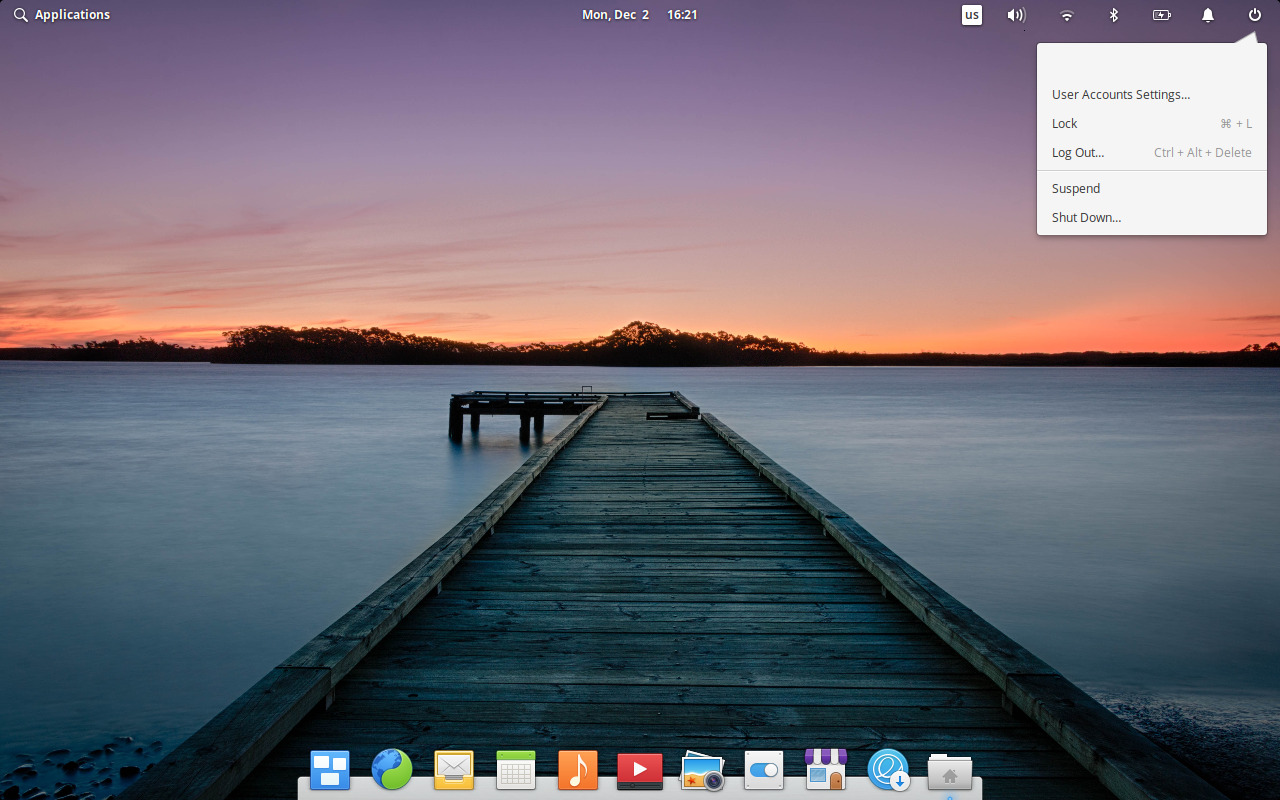 Applications
Mon, Dec  2    16:21
us
User Accounts Settings...
Lock    ⌘ + L
Log Out...    Ctrl + Alt + Delete
Suspend
Shut Down...